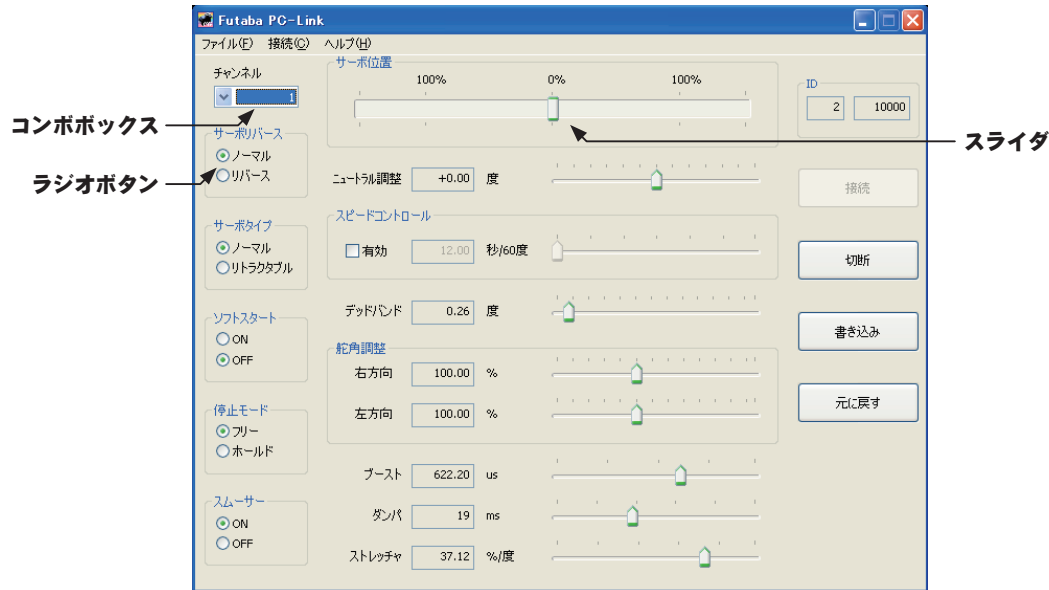 Futaba PC-Link
ファイル(F) 接続(C) ヘルプ(H)
チャンネル
1
コンボボックス
サーボリバース
ノーマル
リバース
ラジオボタン
サーボタイプ
ノーマル
リトラクタブル
ソフトスタート
ON
OFF
停止モード
フリー
ホールド
スムーサー
ON
OFF
サーボ位置
100% 0% 100%
スライダ
ニュートラル調整 +0.00 度
スピードコントロール
有効 12.00 秒/60度
デッドバンド 0.26 度
舵角調整
右方向 100.00 %
左方向 100.00 %
ブースト 622.20 us
ダンパ 19 ms
ストレッチャ 37.12 %/度
ID
2 10000
接続
切断
書き込み
元に戻す